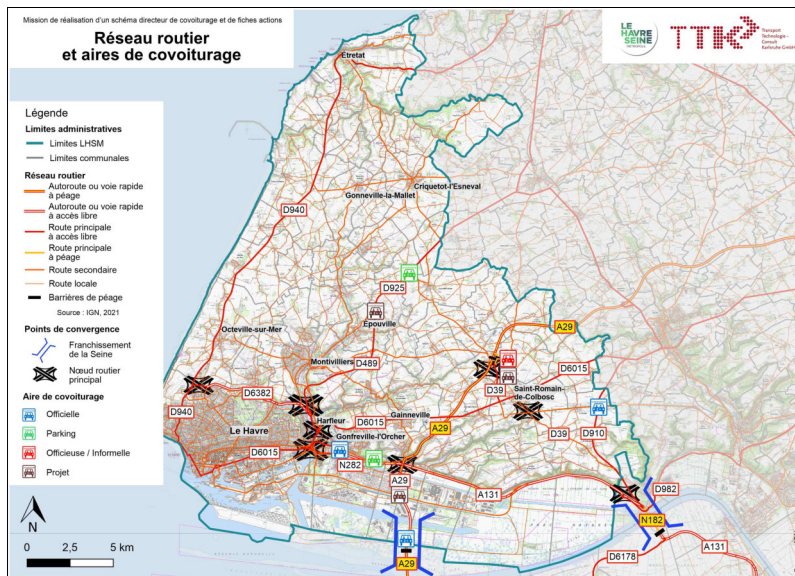 Mission de réalisation d'un schéma directeur de covoiturage et de fiches actions
Réseau routier
et aires de covoiturage
LE
HAVRE
SEINE
MÉTROPOLE
TTK
Transport
Technologie-
Consult
Karlsruhe GmbH
Légende
Limites administratives
Limites LHSM
Limites communales
Réseau routier
Autoroute ou voie rapide
à péage
Autoroute ou voie rapide
à accès libre
Route principale
à accès libre
Route principale
à péage
Route secondaire
Route locale
Barrières de péage
Source : IGN, 2021
Points de convergence
Franchissement
de la Seine
Nœud routier
principal
Aire de covoiturage
Officielle
Parking
Officieuse / Informelle
Projet
N
0 2,5 5 km
Étretat
Criquetot-l'Esneval
Gonneville-la-Mallet
D940
D925
Épouville
A29
Octeville-sur-Mer
Montivilliers
D489
D6015
D39
Saint-Romain-
de-Colbosc
D6382
D940
Harfleur
D6015
Gainneville
A29
Le Havre
Gonfreville-l'Orcher
D39
D910
D6015
N282
A29
A131
D982
N182
D6178
A131
A29